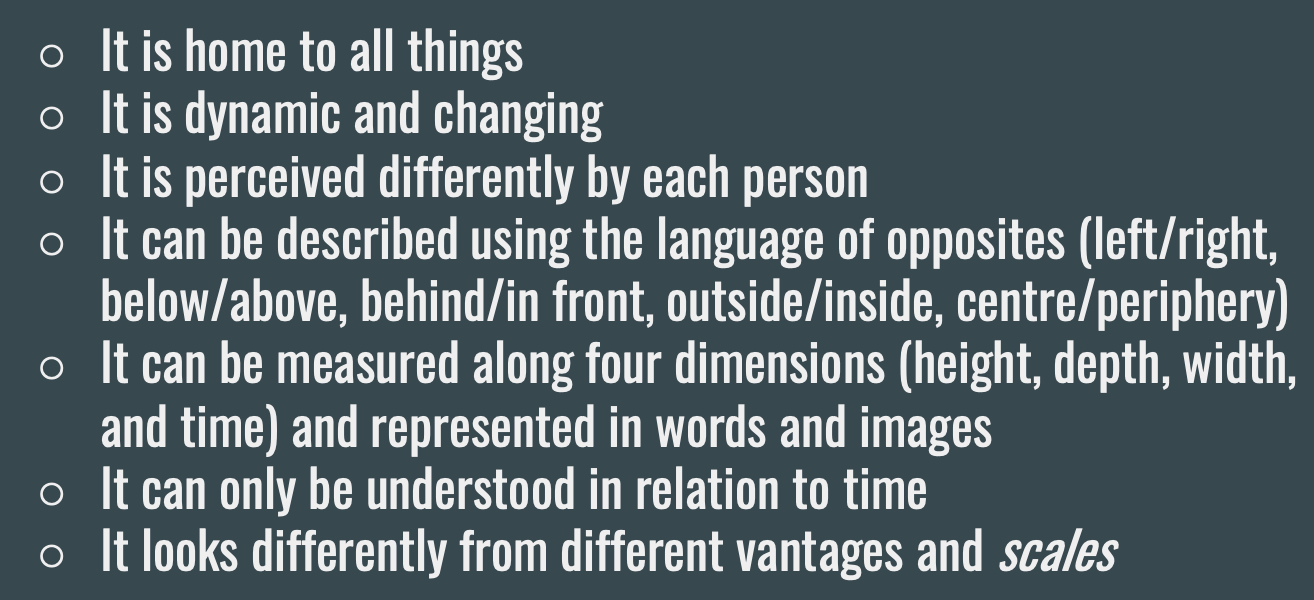 ○ It is home to all things
○ It is dynamic and changing
○ It is perceived differently by each person
○ It can be described using the language of opposites (left/right,
below/above, behind/in front, outside/inside, centre/periphery)
○ It can be measured along four dimensions (height, depth, width,
and time) and represented in words and images
○ It can only be understood in relation to time
○ It looks differently from different vantages and scales